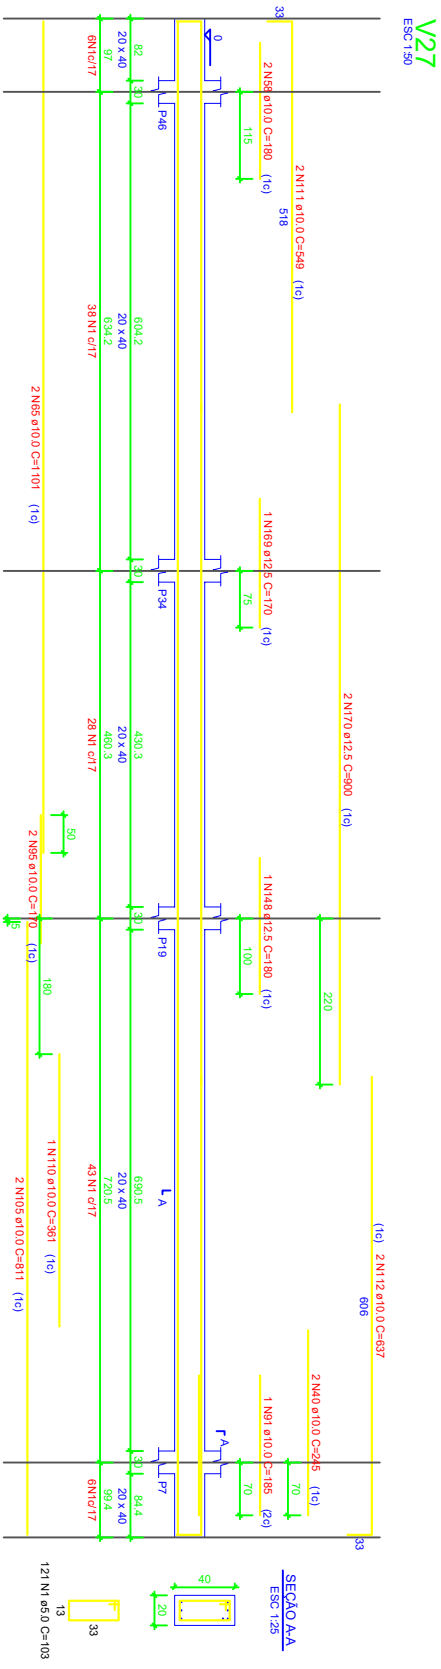 V27
ESC 1:50
33
2 N111 ø10.0 C=549 (1c)
518
2 N58 ø10.0 C=180 (1c)
115
2 N170 ø12.5 C=900 (1c)
220
1 N169 ø12.5 C=170 (1c)
75
1 N148 ø12.5 C=180 (1c)
100
(1c) 2 N112 ø10.0 C=637
606
33
2 N40 ø10.0 C=245 (1c)
70
1 N91 ø10.0 C=185 (2c)
70
0
A
A
P46
P34
P19
P7
82
30
604.2
30
430.3
30
690.5
30
84.4
20 x 40
20 x 40
20 x 40
20 x 40
20 x 40
97
634.2
460.3
720.5
99.4
6N1c/17
38 N1 c/17
28 N1 c/17
43 N1 c/17
6N1c/17
2 N65 ø10.0 C=1101 (1c)
50
2 N95 ø10.0 C=170 (1c)
180
1 N110 ø10.0 C=361 (1c)
2 N105 ø10.0 C=811 (1c)
SEÇÃO A-A
ESC 1:25
40
20
33
13
121 N1 ø5.0 C=103